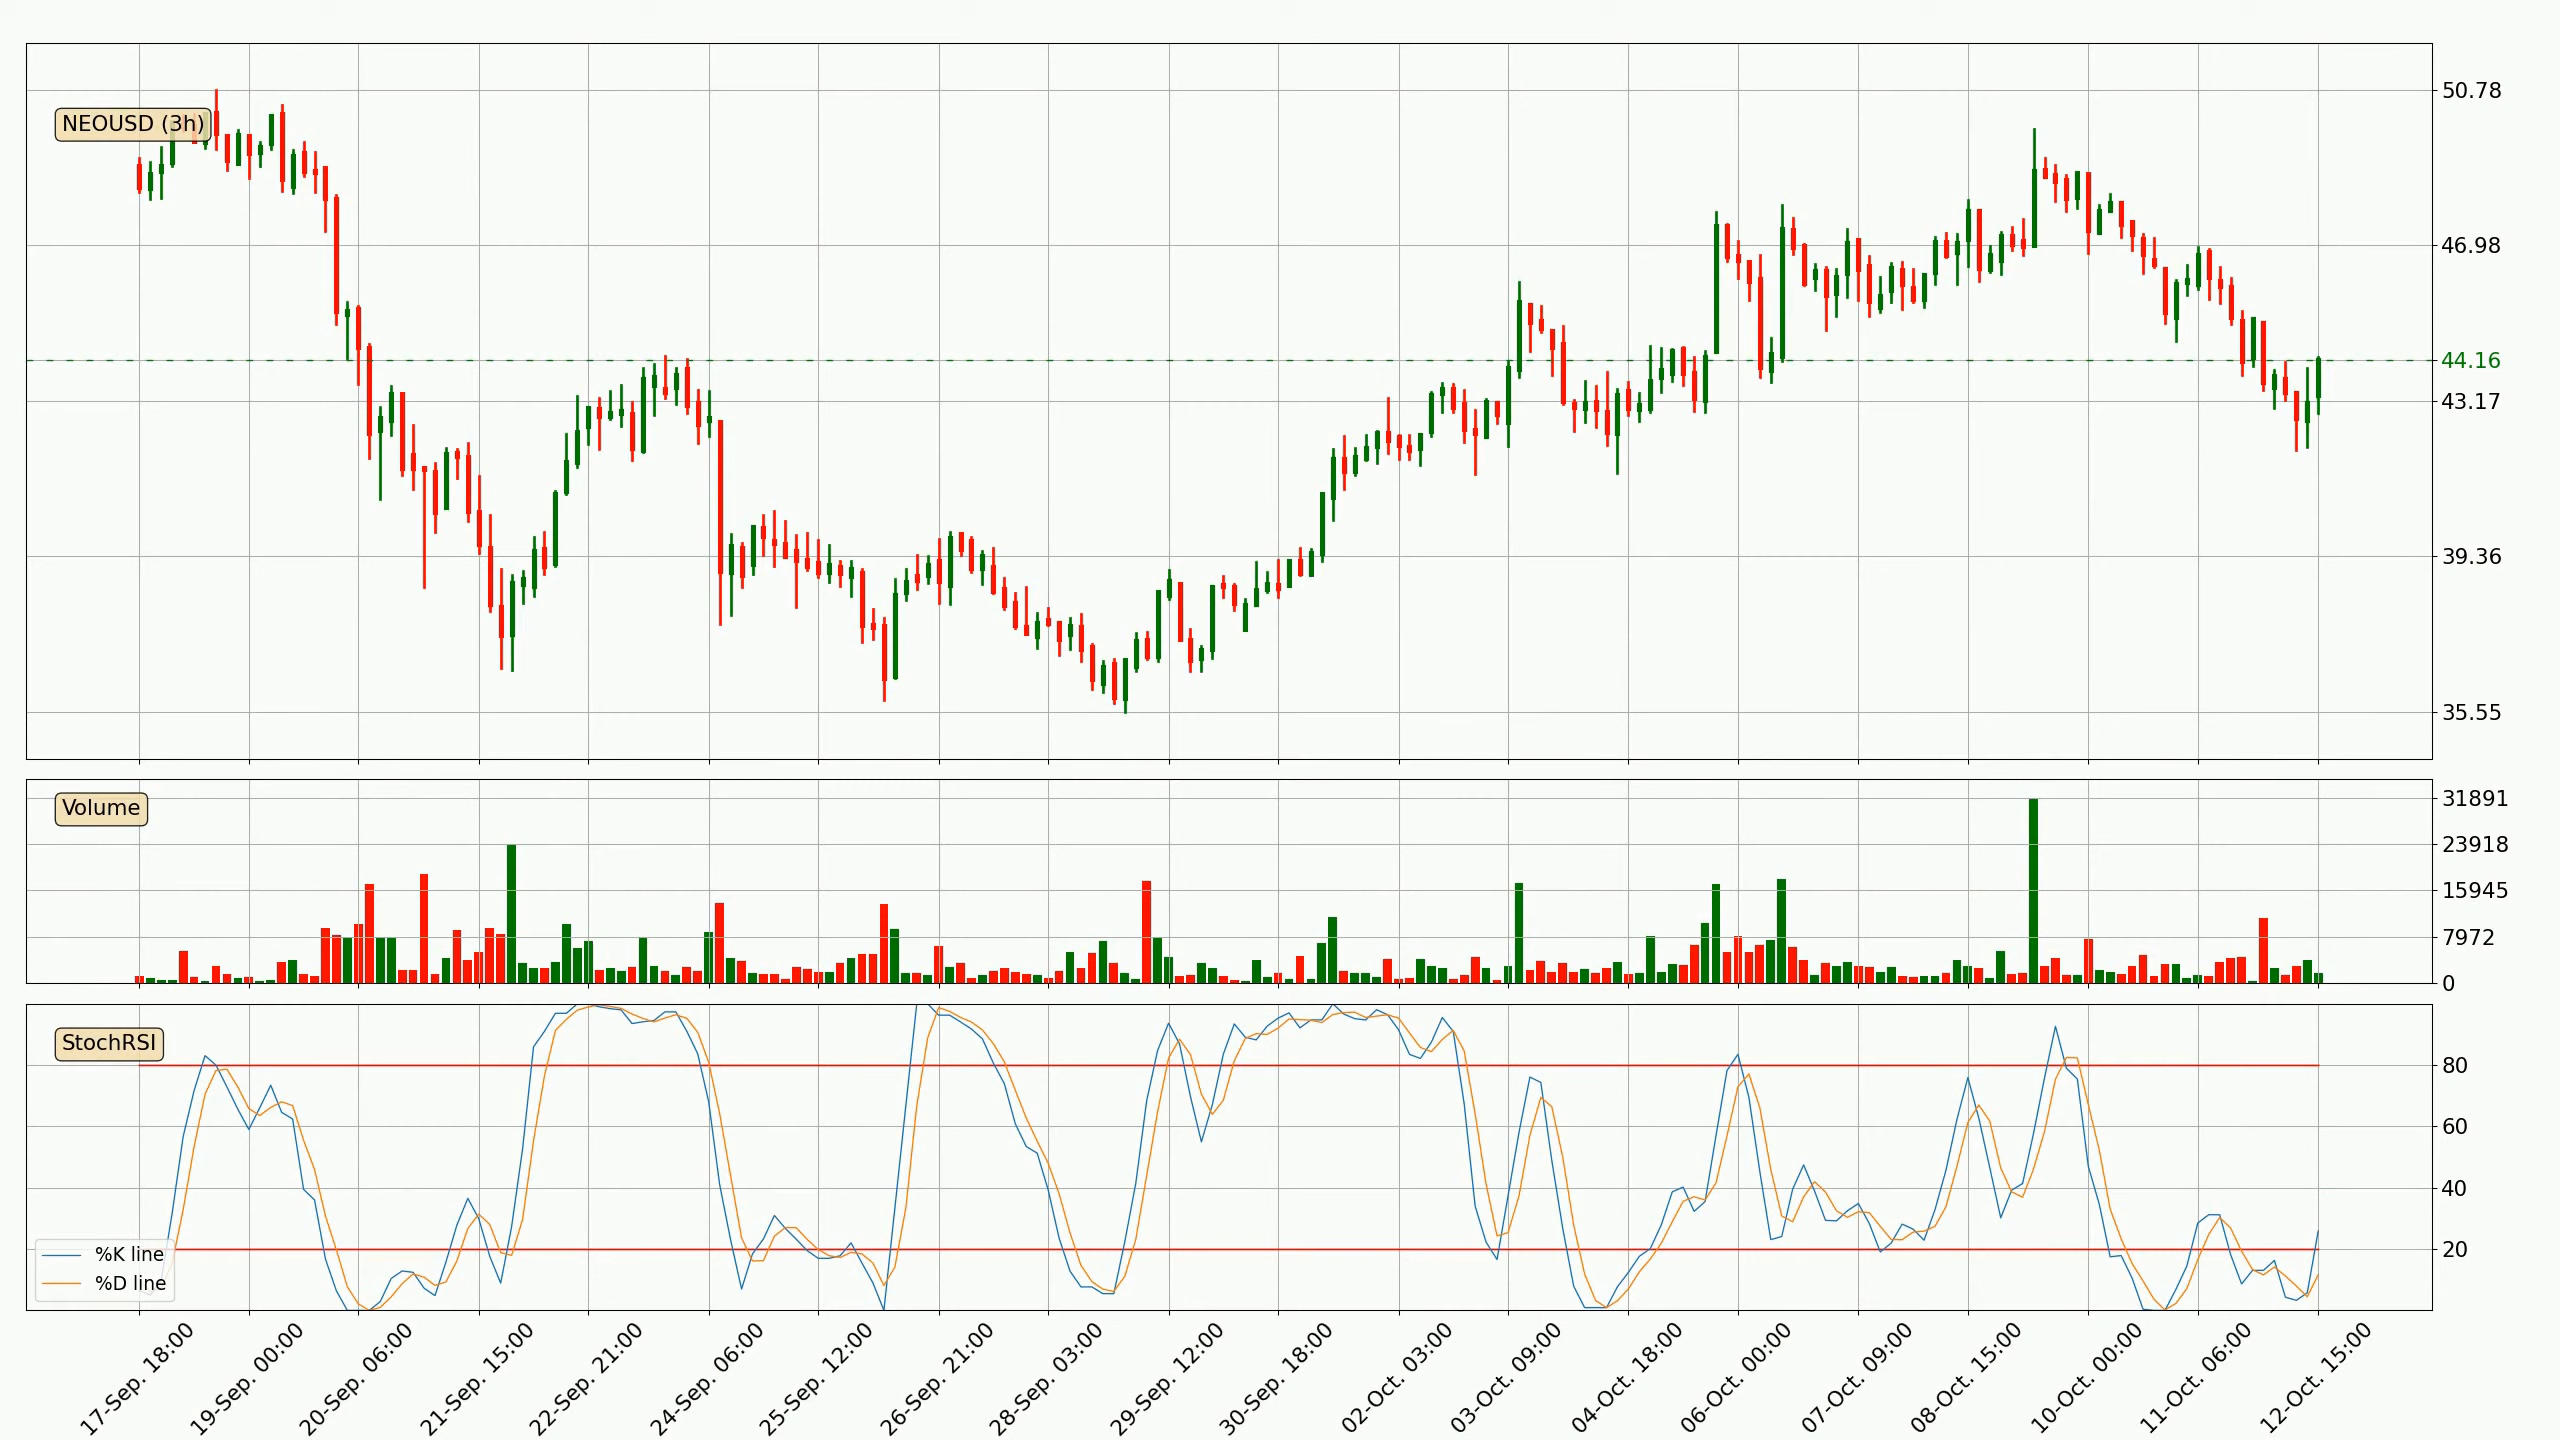 NEOUSD (3h)
50.78
46.98
44.16
43.17
39.36
35.55
Volume
31891
23918
15945
7972
0
StochRSI
80
60
40
20
%K line
%D line
17-Sep. 18:00
19-Sep. 00:00
20-Sep. 06:00
21-Sep. 15:00
22-Sep. 21:00
24-Sep. 06:00
25-Sep. 12:00
26-Sep. 21:00
28-Sep. 03:00
29-Sep. 12:00
30-Sep. 18:00
02-Oct. 03:00
03-Oct. 09:00
04-Oct. 18:00
06-Oct. 00:00
07-Oct. 09:00
08-Oct. 15:00
10-Oct. 00:00
11-Oct. 06:00
12-Oct. 15:00